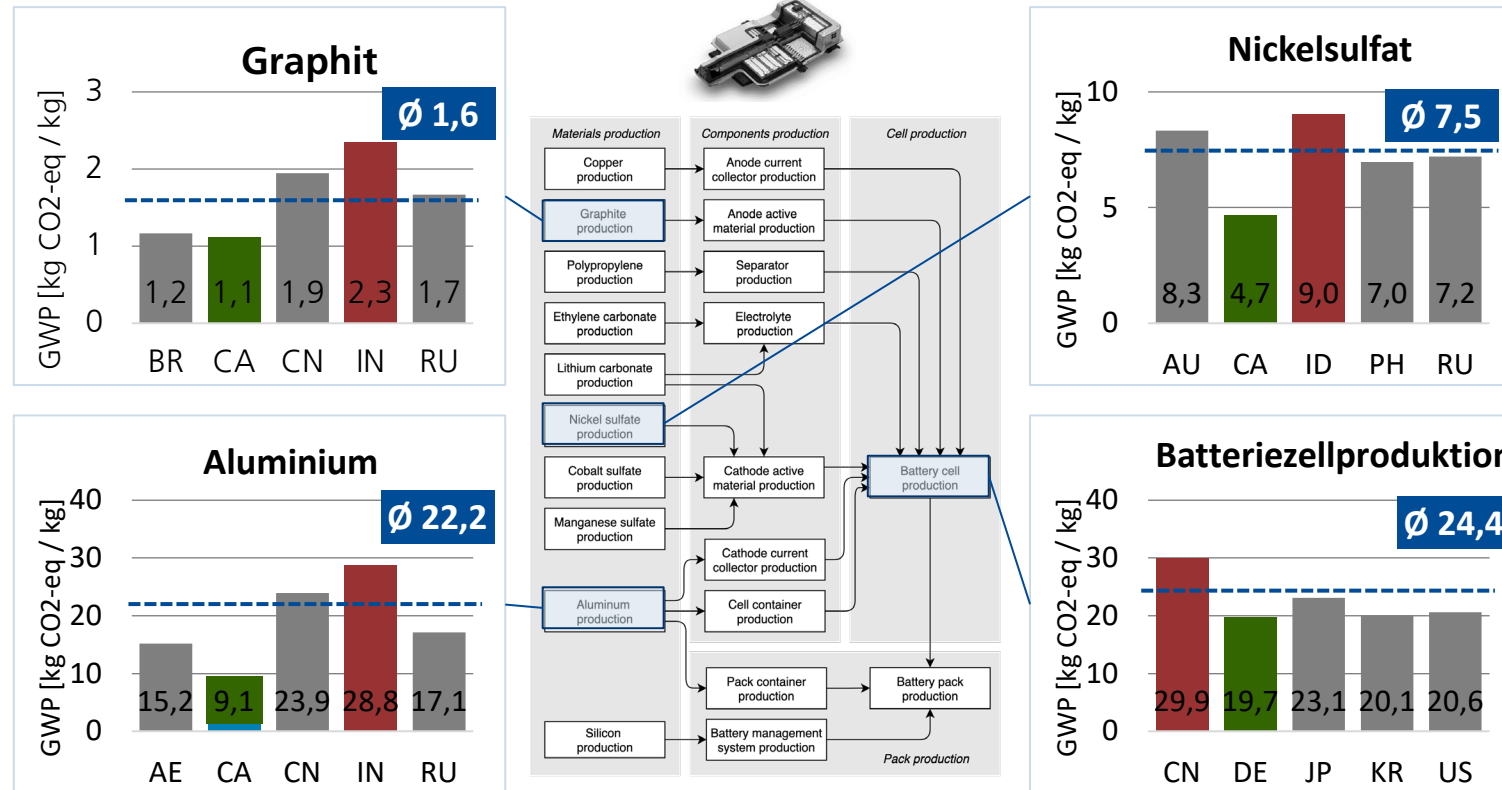 Graphit
GWP [kg CO2-eq / kg]
Ø 1,6
3
2
1
0
1,2 1,1 1,9 2,3 1,7
BR CA CN IN RU
Nickelsulfat
GWP [kg CO2-eq / kg]
Ø 7,5
10
5
0
8,3 4,7 9,0 7,0 7,2
AU CA ID PH RU
Aluminium
GWP [kg CO2-eq / kg]
Ø 22,2
40
30
20
10
0
15,2 9,1 23,9 28,8 17,1
AE CA CN IN RU
Batteriezellproduktion
GWP [kg CO2-eq / kg]
Ø 24,4
40
30
20
10
0
29,9 19,7 23,1 20,1 20,6
CN DE JP KR US
Materials production
Components production
Cell production
Copper
production
Anode current
collector production
Graphite
production
Anode active
material production
Polypropylene
production
Separator
production
Ethylene carbonate
production
Electrolyte
production
Lithium carbonate
production
Nickel sulfate
production
Cobalt sulfate
production
Cathode active
material production
Battery cell
production
Manganese sulfate
production
Cathode current
collector production
Aluminum
production
Cell container
production
Pack container
production
Battery pack
production
Silicon
production
Battery management
system production
Pack production